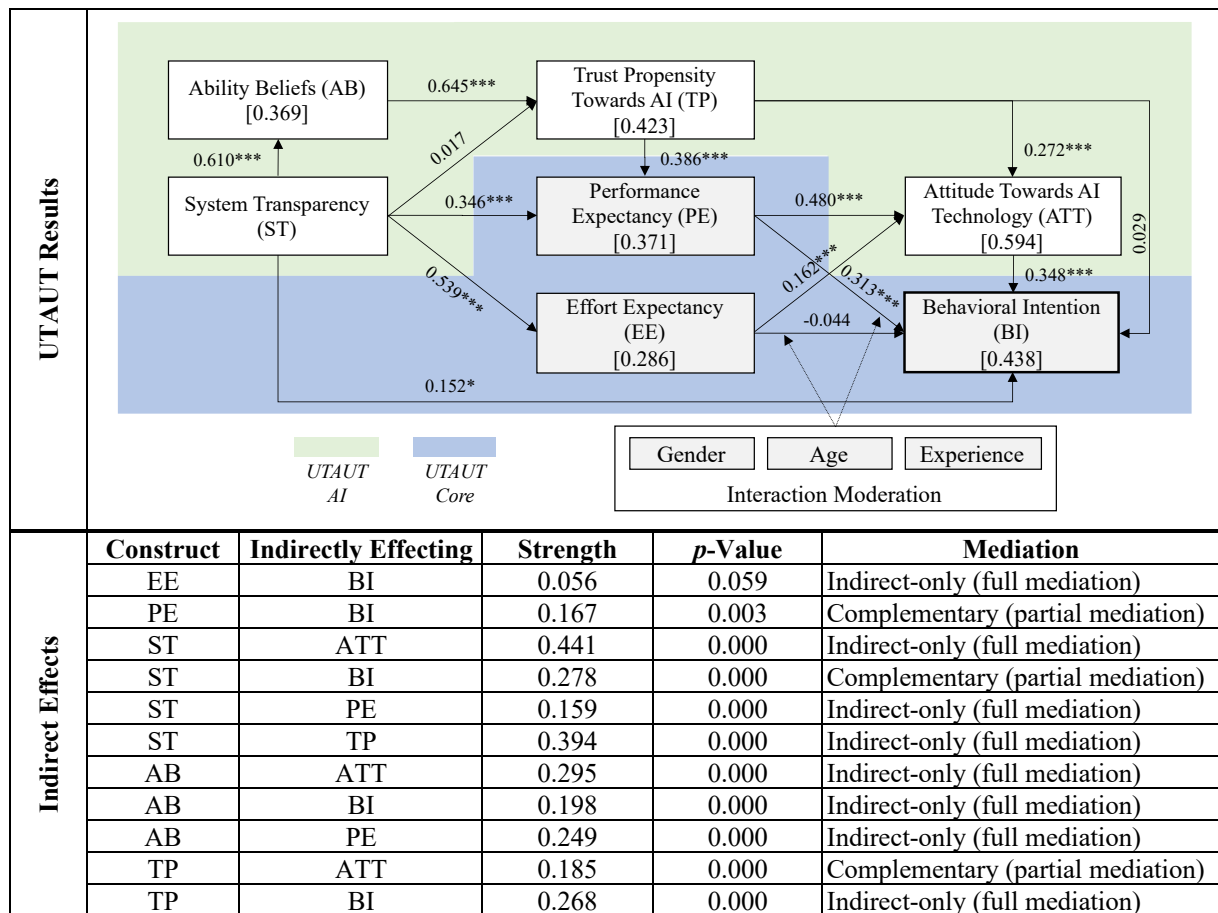 UTAUT Results
Ability Beliefs (AB)
[0.369]
0.645***
Trust Propensity
Towards AI (TP)
[0.423]
0.610***
0.017
0.386***
0.272***
System Transparency
(ST)
0.346***
Performance
Expectancy (PE)
[0.371]
0.480***
Attitude Towards AI
Technology (ATT)
[0.594]
0.029
0.539***
0.162***
0.313***
0.348***
Effort Expectancy
(EE)
[0.286]
-0.044
Behavioral Intention
(BI)
[0.438]
0.152*
UTAUT
AI
UTAUT
Core
Gender Age Experience
Interaction Moderation
Indirect Effects
Construct Indirectly Effecting Strength p-Value Mediation
EE BI 0.056 0.059 Indirect-only (full mediation)
PE BI 0.167 0.003 Complementary (partial mediation)
ST ATT 0.441 0.000 Indirect-only (full mediation)
ST BI 0.278 0.000 Complementary (partial mediation)
ST PE 0.159 0.000 Indirect-only (full mediation)
ST TP 0.394 0.000 Indirect-only (full mediation)
AB ATT 0.295 0.000 Indirect-only (full mediation)
AB BI 0.198 0.000 Indirect-only (full mediation)
AB PE 0.249 0.000 Indirect-only (full mediation)
TP ATT 0.185 0.000 Complementary (partial mediation)
TP BI 0.268 0.000 Indirect-only (full mediation)